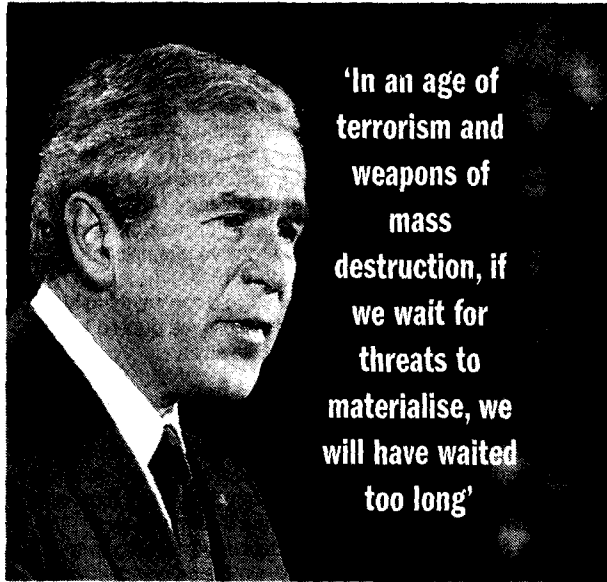 ‘In an age of
terrorism and
weapons of
mass
destruction, if
we wait for
threats to
materialise, we
will have waited
too long’